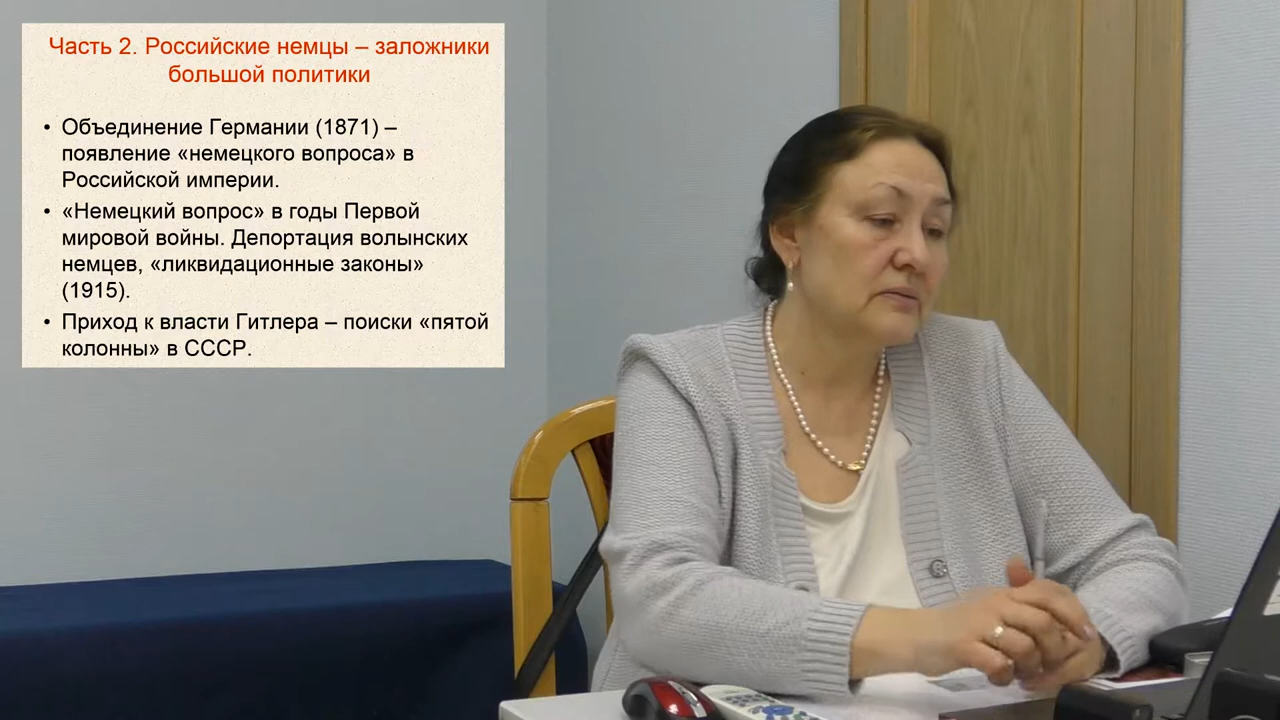 Часть 2. Российские немцы – заложники
большой политики
• Объединение Германии (1871) –
появление «немецкого вопроса» в
Российской империи.
• «Немецкий вопрос» в годы Первой
мировой войны. Депортация волынских
немцев, «ликвидационные законы»
(1915).
• Приход к власти Гитлера – поиски «пятой
колонны» в СССР.